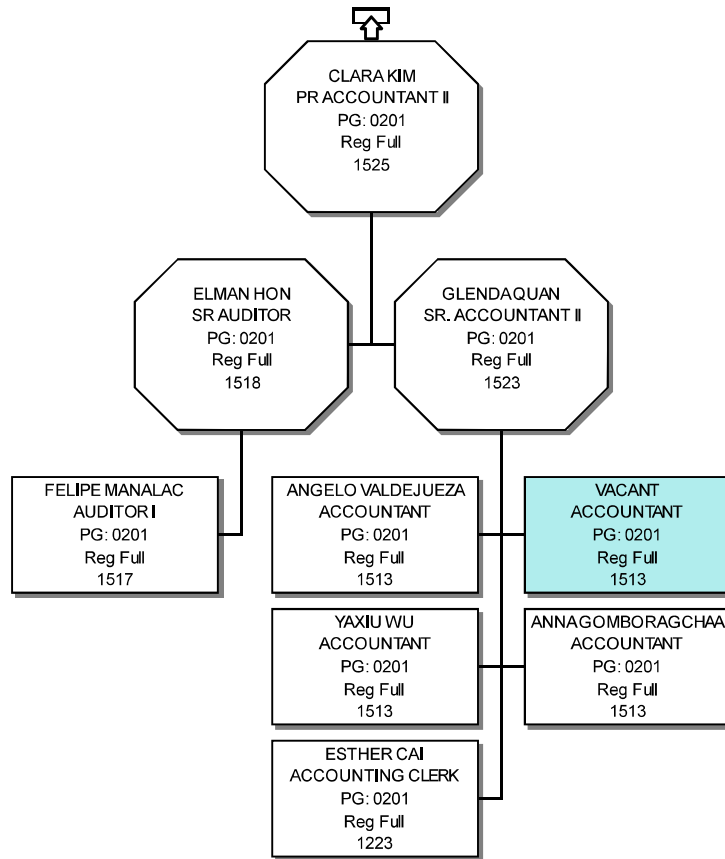 CLARA KIM
PR ACCOUNTANT II
PG: 0201
Reg Full
1525
ELMAN HON
SR AUDITOR
PG: 0201
Reg Full
1518
GLENDA QUAN
SR. ACCOUNTANT II
PG: 0201
Reg Full
1523
FELIPE MANALAC
AUDITOR I
PG: 0201
Reg Full
1517
ANGELO VALDEJUEZA
ACCOUNTANT
PG: 0201
Reg Full
1513
VACANT
ACCOUNTANT
PG: 0201
Reg Full
1513
YAXIU WU
ACCOUNTANT
PG: 0201
Reg Full
1513
ANNA GOMBORAGCHAA
ACCOUNTANT
PG: 0201
Reg Full
1513
ESTHER CAI
ACCOUNTING CLERK
PG: 0201
Reg Full
1223